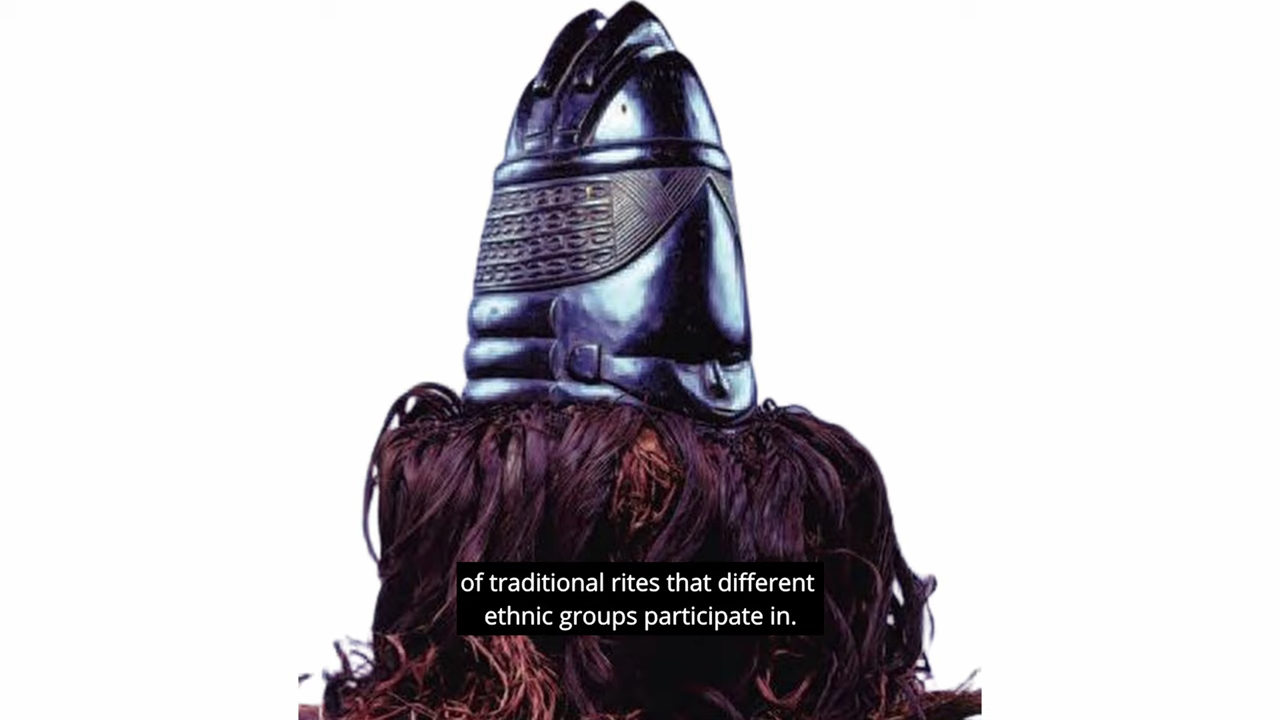 of traditional rites that different
ethnic groups participate in.